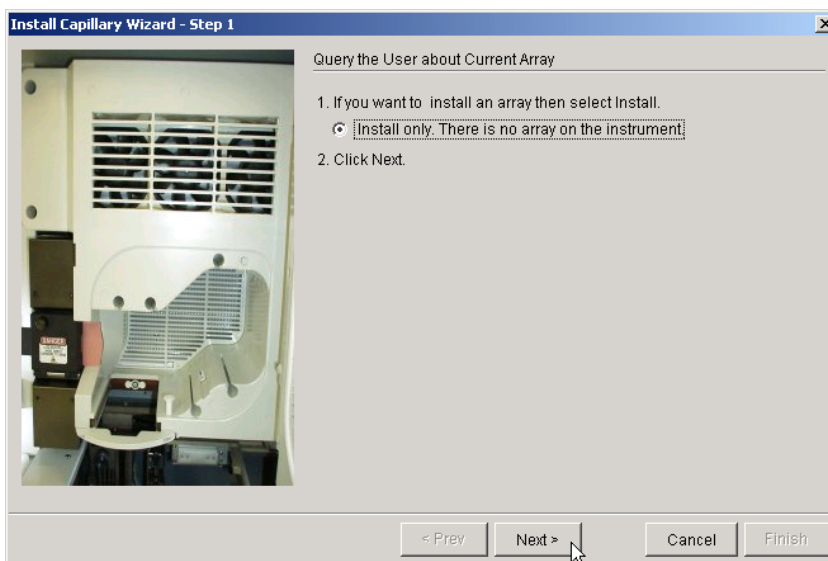 Install Capillary Wizard - Step 1
Query the User about Current Array
1. If you want to install an array then select Install.
Install only. There is no array on the instrument.
2. Click Next.
DANGER
< Prev Next > Cancel Finish